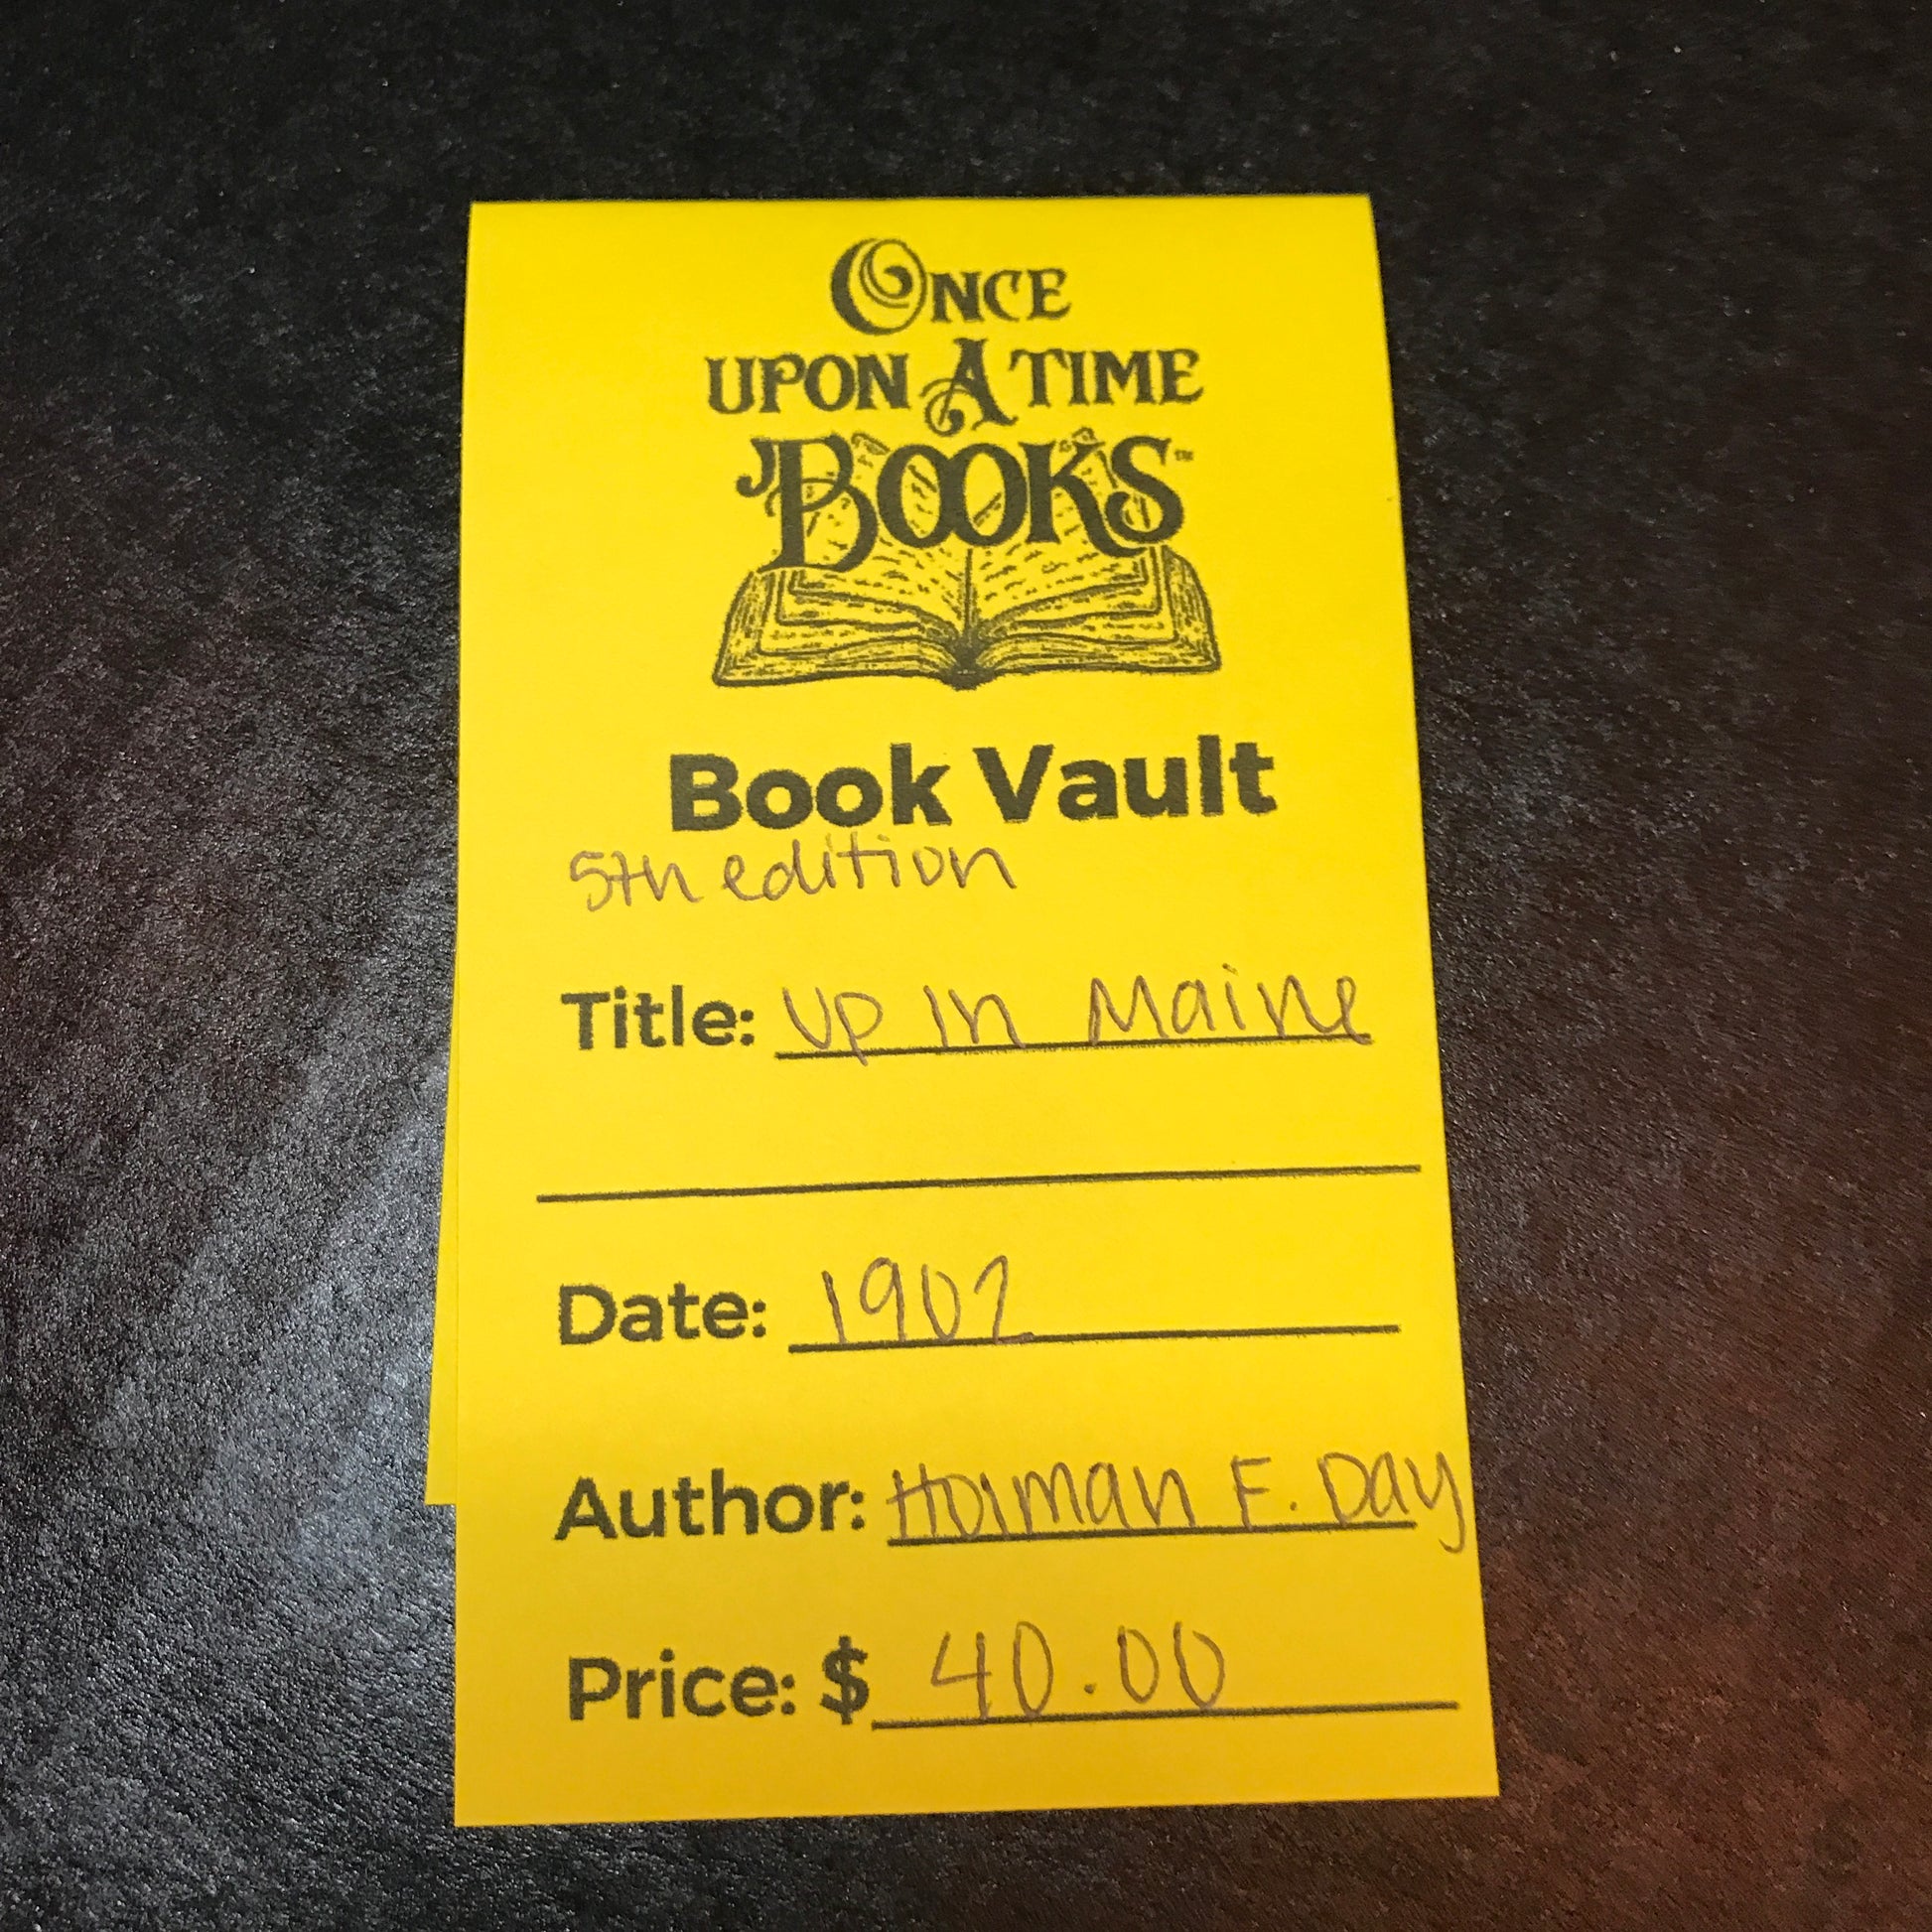 ONCE
UPON A TIME
BOOKS™
Book Vault
5th edition
Title: Up In Maine
Date: 1902
Author: Holman F. Day
Price: $ 40.00